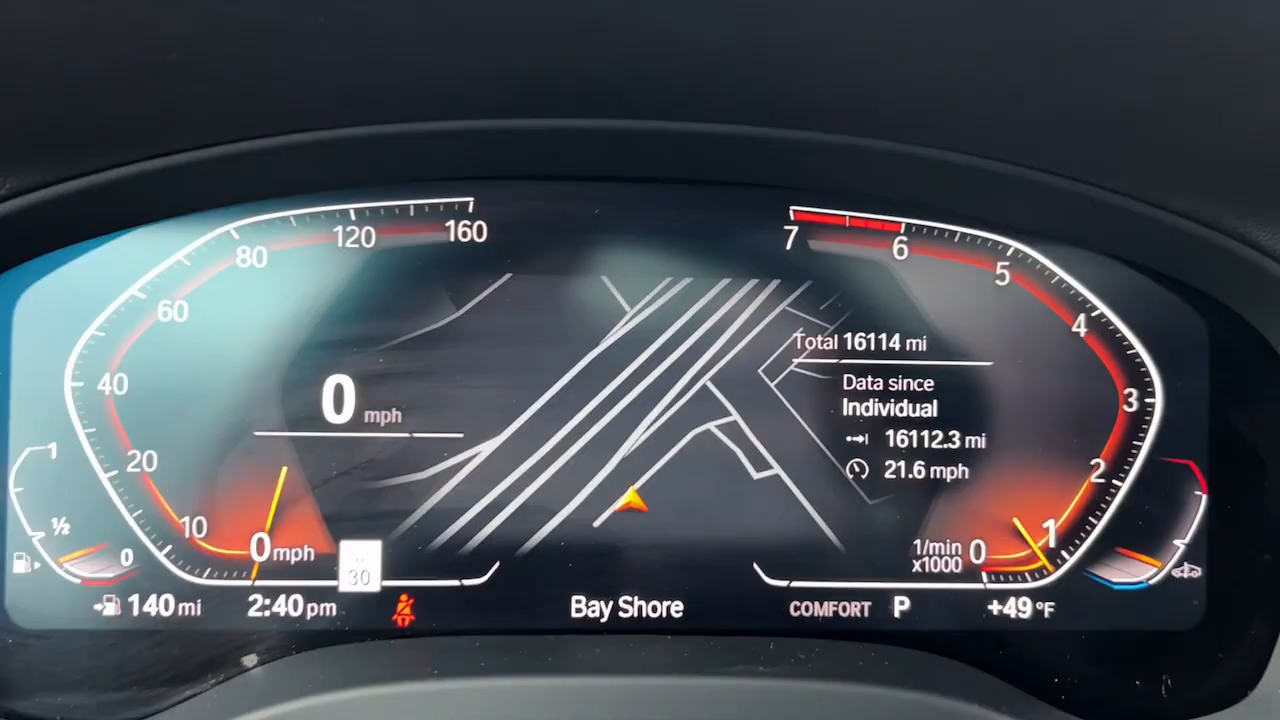 160
120
80
60
40
20
10
0 mph
0 mph
30
1
½
0
140 mi
2:40 pm
Bay Shore
Total 16114 mi
Data since
Individual
16112.3 mi
21.6 mph
7
6
5
4
3
2
1
0
1/min
x1000
COMFORT P
+49 °F